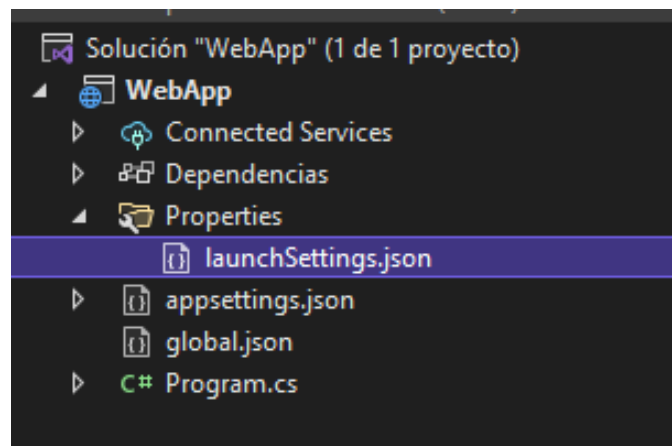 Solución "WebApp" (1 de 1 proyecto)
WebApp
Connected Services
Dependencias
Properties
launchSettings.json
appsettings.json
global.json
C# Program.cs